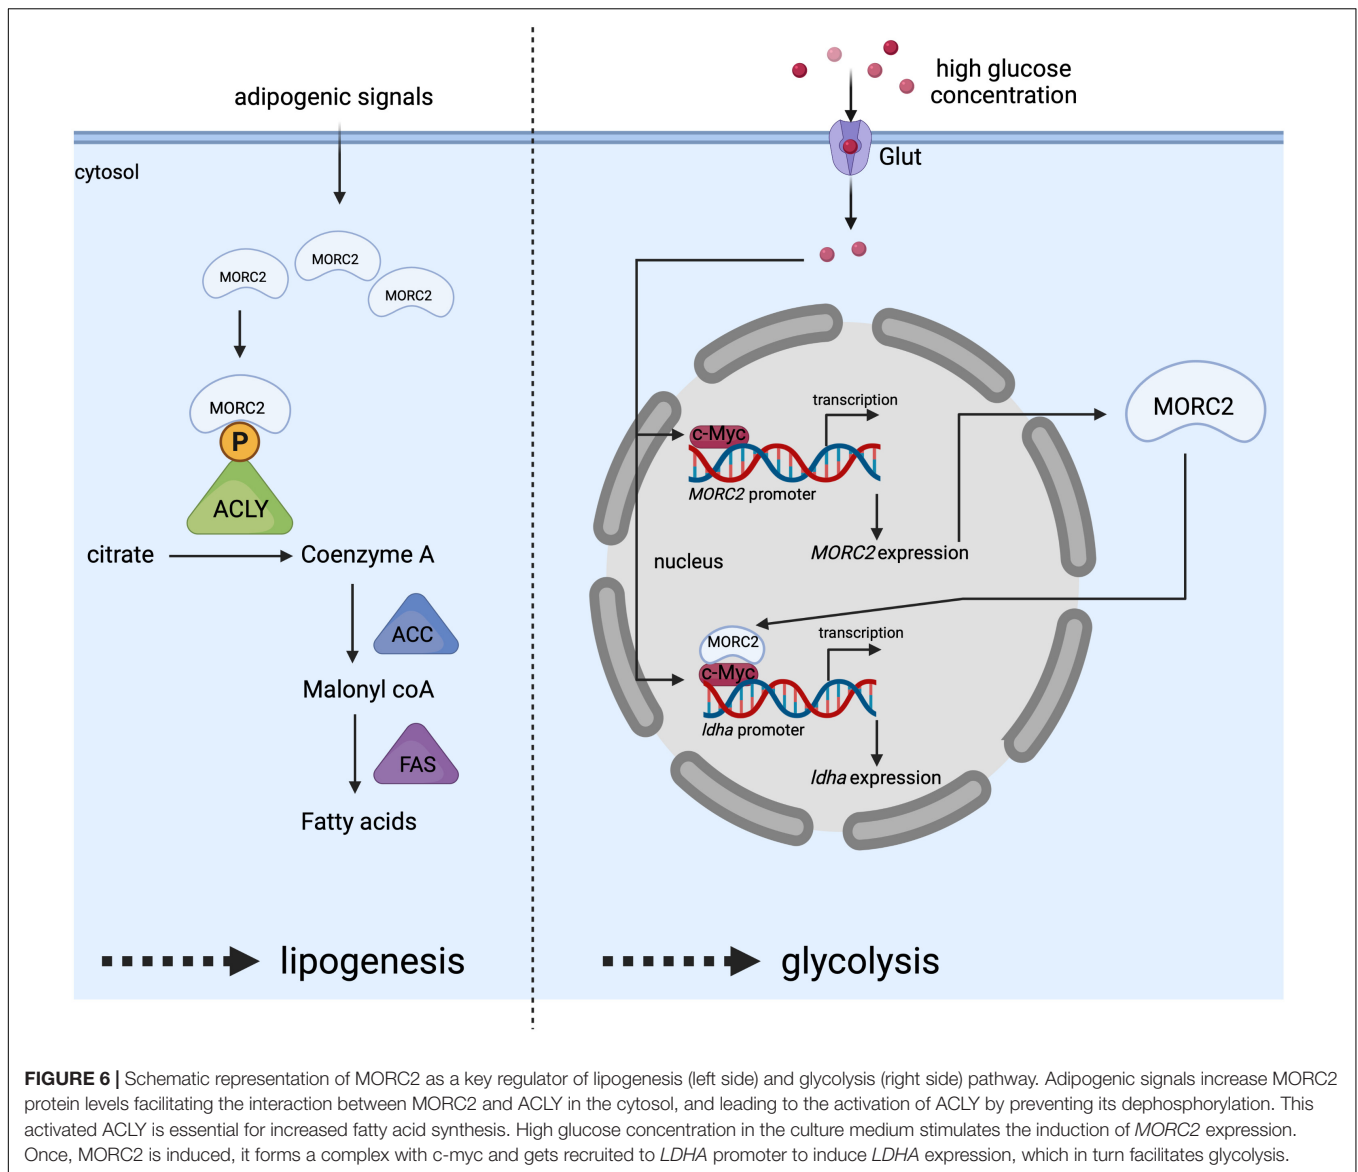 adipogenic signals
cytosol
MORC2
MORC2
MORC2
MORC2
P
ACLY
citrate
Coenzyme A
ACC
Malonyl coA
FAS
Fatty acids
lipogenesis
high glucose
concentration
Glut
transcription
c-Myc
MORC2 promoter
MORC2 expression
MORC2
nucleus
MORC2
transcription
c-Myc
ldha promoter
ldha expression
glycolysis
FIGURE 6 | Schematic representation of MORC2 as a key regulator of lipogenesis (left side) and glycolysis (right side) pathway. Adipogenic signals increase MORC2
protein levels facilitating the interaction between MORC2 and ACLY in the cytosol, and leading to the activation of ACLY by preventing its dephosphorylation. This
activated ACLY is essential for increased fatty acid synthesis. High glucose concentration in the culture medium stimulates the induction of MORC2 expression.
Once, MORC2 is induced, it forms a complex with c-myc and gets recruited to LDHA promoter to induce LDHA expression, which in turn facilitates glycolysis.